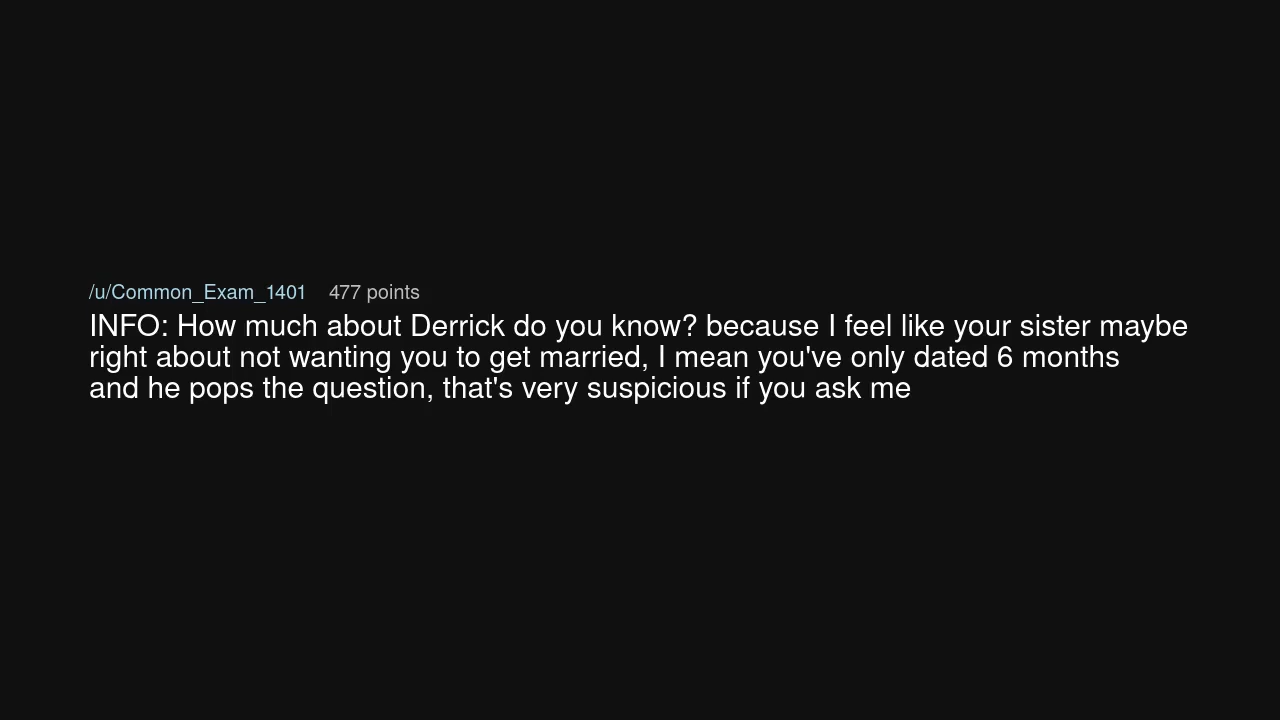 /u/Common_Exam_1401 477 points
INFO: How much about Derrick do you know? because I feel like your sister maybe
right about not wanting you to get married, I mean you've only dated 6 months
and he pops the question, that's very suspicious if you ask me